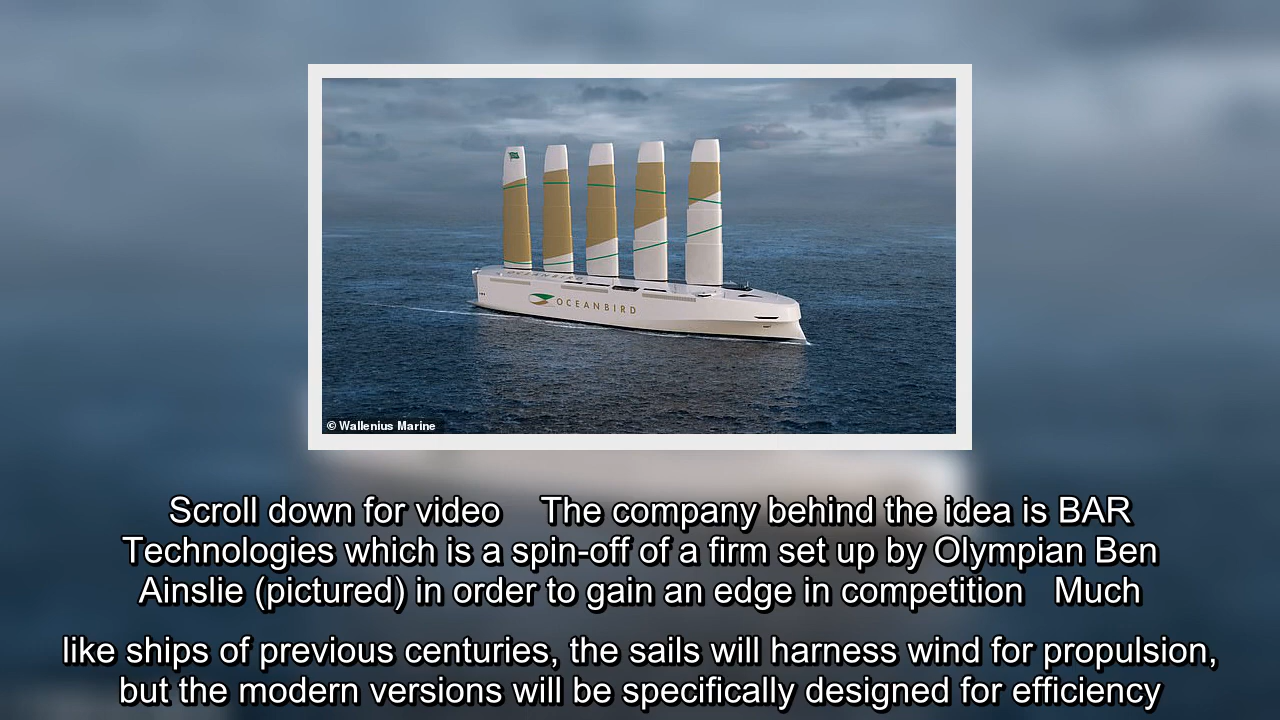 OCEANBIRD
OCEANBIRD
© Wallenius Marine
Scroll down for video The company behind the idea is BAR
Technologies which is a spin-off of a firm set up by Olympian Ben
Ainslie (pictured) in order to gain an edge in competition Much
like ships of previous centuries, the sails will harness wind for propulsion,
but the modern versions will be specifically designed for efficiency